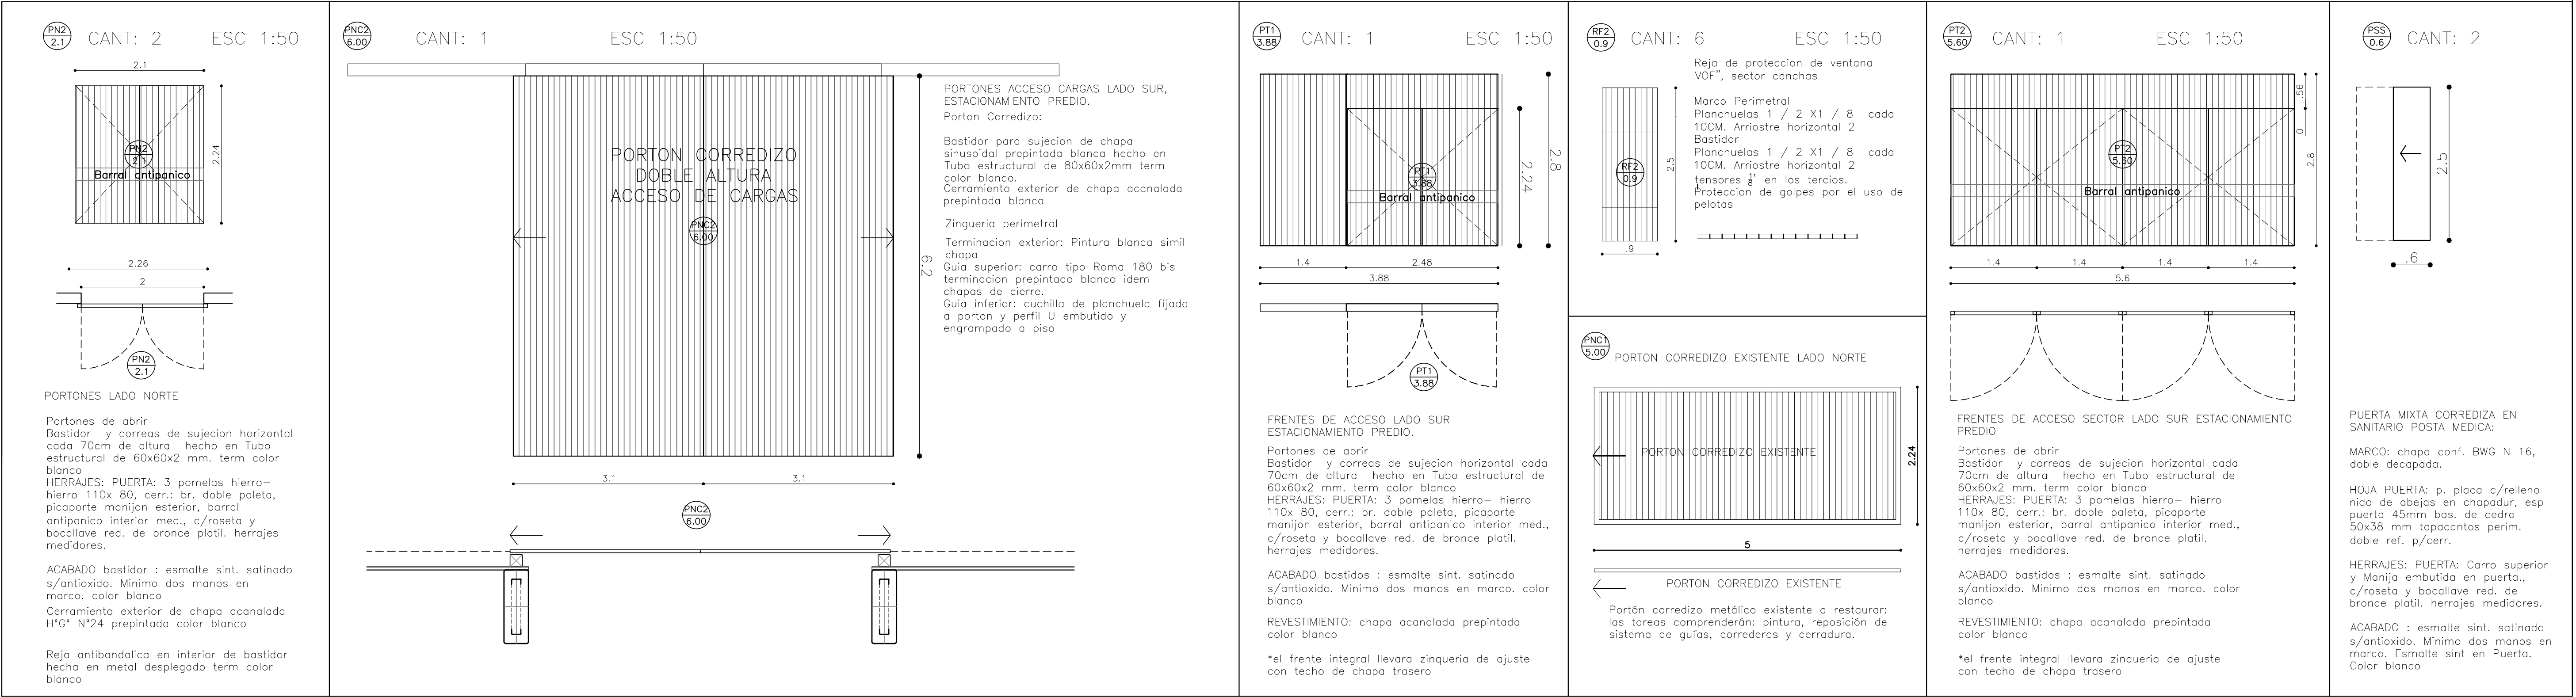 PN2
2.1
CANT: 2
ESC 1:50
2.1
PN2
2.1
Barral antipanico
2.24
2.26
2
PN2
2.1
PORTONES LADO NORTE
Portones de abrir
Bastidor y correas de sujecion horizontal
cada 70cm de altura hecho en Tubo
estructural de 60x60x2 mm. term color
blanco
HERRAJES: PUERTA: 3 pomelas hierro-
hierro 110x 80, cerr.: br. doble paleta,
picaporte manijon esterior, barral
antipanico interior med., c/roseta y
bocallave red. de bronce platil. herrajes
medidores.
ACABADO bastidor : esmalte sint. satinado
s/antioxido. Minimo dos manos en
marco. color blanco
Cerramiento exterior de chapa acanalada
HºGº Nº24 prepintada color blanco
Reja antibandalica en interior de bastidor
hecha en metal desplegado term color
blanco
PNC2
6.00
CANT: 1
ESC 1:50
PORTON CORREDIZO
DOBLE ALTURA
ACCESO DE CARGAS
PNC2
6.00
6.2
3.1
3.1
PNC2
6.00
PORTONES ACCESO CARGAS LADO SUR,
ESTACIONAMIENTO PREDIO.
Porton Corredizo:
Bastidor para sujecion de chapa
sinusoidal prepintada blanca hecho en
Tubo estructural de 80x60x2mm term
color blanco.
Cerramiento exterior de chapa acanalada
prepintada blanca
Zingueria perimetral
Terminacion exterior: Pintura blanca simil
chapa
Guia superior: carro tipo Roma 180 bis
terminacion prepintado blanco idem
chapas de cierre.
Guia inferior: cuchilla de planchuela fijada
a porton y perfil U embutido y
engrampado a piso
PT1
3.88
CANT: 1
ESC 1:50
PT1
3.88
Barral antipanico
2.24
2.8
1.4
2.48
3.88
PT1
3.88
FRENTES DE ACCESO LADO SUR
ESTACIONAMIENTO PREDIO.
Portones de abrir
Bastidor y correas de sujecion horizontal cada
70cm de altura hecho en Tubo estructural de
60x60x2 mm. term color blanco
HERRAJES: PUERTA: 3 pomelas hierro- hierro
110x 80, cerr.: br. doble paleta, picaporte
manijon esterior, barral antipanico interior med.,
c/roseta y bocallave red. de bronce platil.
herrajes medidores.
ACABADO bastidos : esmalte sint. satinado
s/antioxido. Minimo dos manos en marco. color
blanco
REVESTIMIENTO: chapa acanalada prepintada
color blanco
*el frente integral llevara zinqueria de ajuste
con techo de chapa trasero
RF2
0.9
CANT: 6
ESC 1:50
RF2
0.9
2.5
.9
Reja de proteccion de ventana
VOF", sector canchas
Marco Perimetral
Planchuelas 1 / 2 X1 / 8 cada
10CM. Arriostre horizontal 2
Bastidor
Planchuelas 1 / 2 X1 / 8 cada
10CM. Arriostre horizontal 2
tensores 1/8" en los tercios.
Proteccion de golpes por el uso de
pelotas
PNC1
5.00
PORTON CORREDIZO EXISTENTE LADO NORTE
PORTON CORREDIZO EXISTENTE
2.24
5
PORTON CORREDIZO EXISTENTE
Portón corredizo metálico existente a restaurar:
las tareas comprenderán: pintura, reposición de
sistema de guías, correderas y cerradura.
PT2
5.60
CANT: 1
ESC 1:50
PT2
5.60
Barral antipanico
.56
0
2.8
1.4
1.4
1.4
1.4
5.6
FRENTES DE ACCESO SECTOR LADO SUR ESTACIONAMIENTO
PREDIO
Portones de abrir
Bastidor y correas de sujecion horizontal cada
70cm de altura hecho en Tubo estructural de
60x60x2 mm. term color blanco
HERRAJES: PUERTA: 3 pomelas hierro- hierro
110x 80, cerr.: br. doble paleta, picaporte
manijon esterior, barral antipanico interior med.,
c/roseta y bocallave red. de bronce platil.
herrajes medidores.
ACABADO bastidos : esmalte sint. satinado
s/antioxido. Minimo dos manos en marco. color
blanco
REVESTIMIENTO: chapa acanalada prepintada
color blanco
*el frente integral llevara zinqueria de ajuste
con techo de chapa trasero
PSS
0.6
CANT: 2
2.5
.6
PUERTA MIXTA CORREDIZA EN
SANITARIO POSTA MEDICA:
MARCO: chapa conf. BWG N 16,
doble decapada.
HOJA PUERTA: p. placa c/relleno
nido de abejas en chapadur, esp
puerta 45mm bas. de cedro
50x38 mm tapacantos perim.
doble ref. p/cerr.
HERRAJES: PUERTA: Carro superior
y Manija embutida en puerta.,
c/roseta y bocallave red. de
bronce platil. herrajes medidores.
ACABADO : esmalte sint. satinado
s/antioxido. Minimo dos manos en
marco. Esmalte sint en Puerta.
Color blanco